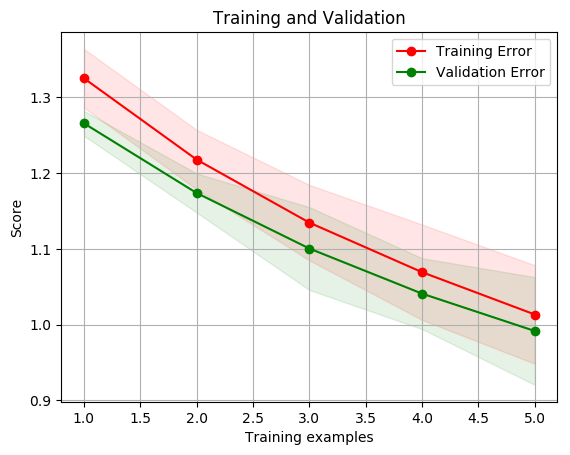 Training and Validation
Training Error
Validation Error
Score
1.3
1.2
1.1
1.0
0.9
1.0 1.5 2.0 2.5 3.0 3.5 4.0 4.5 5.0
Training examples